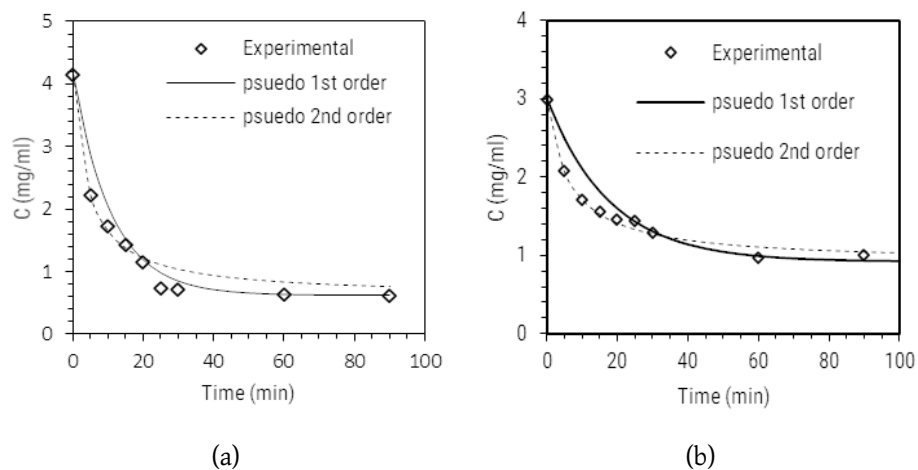 5
4
3
2
1
0
C (mg/ml)
Experimental
psuedo 1st order
psuedo 2nd order
0 20 40 60 80 100
Time (min)
(a)
4
3
2
1
0
C (mg/ml)
Experimental
psuedo 1st order
psuedo 2nd order
0 20 40 60 80 100
Time (min)
(b)